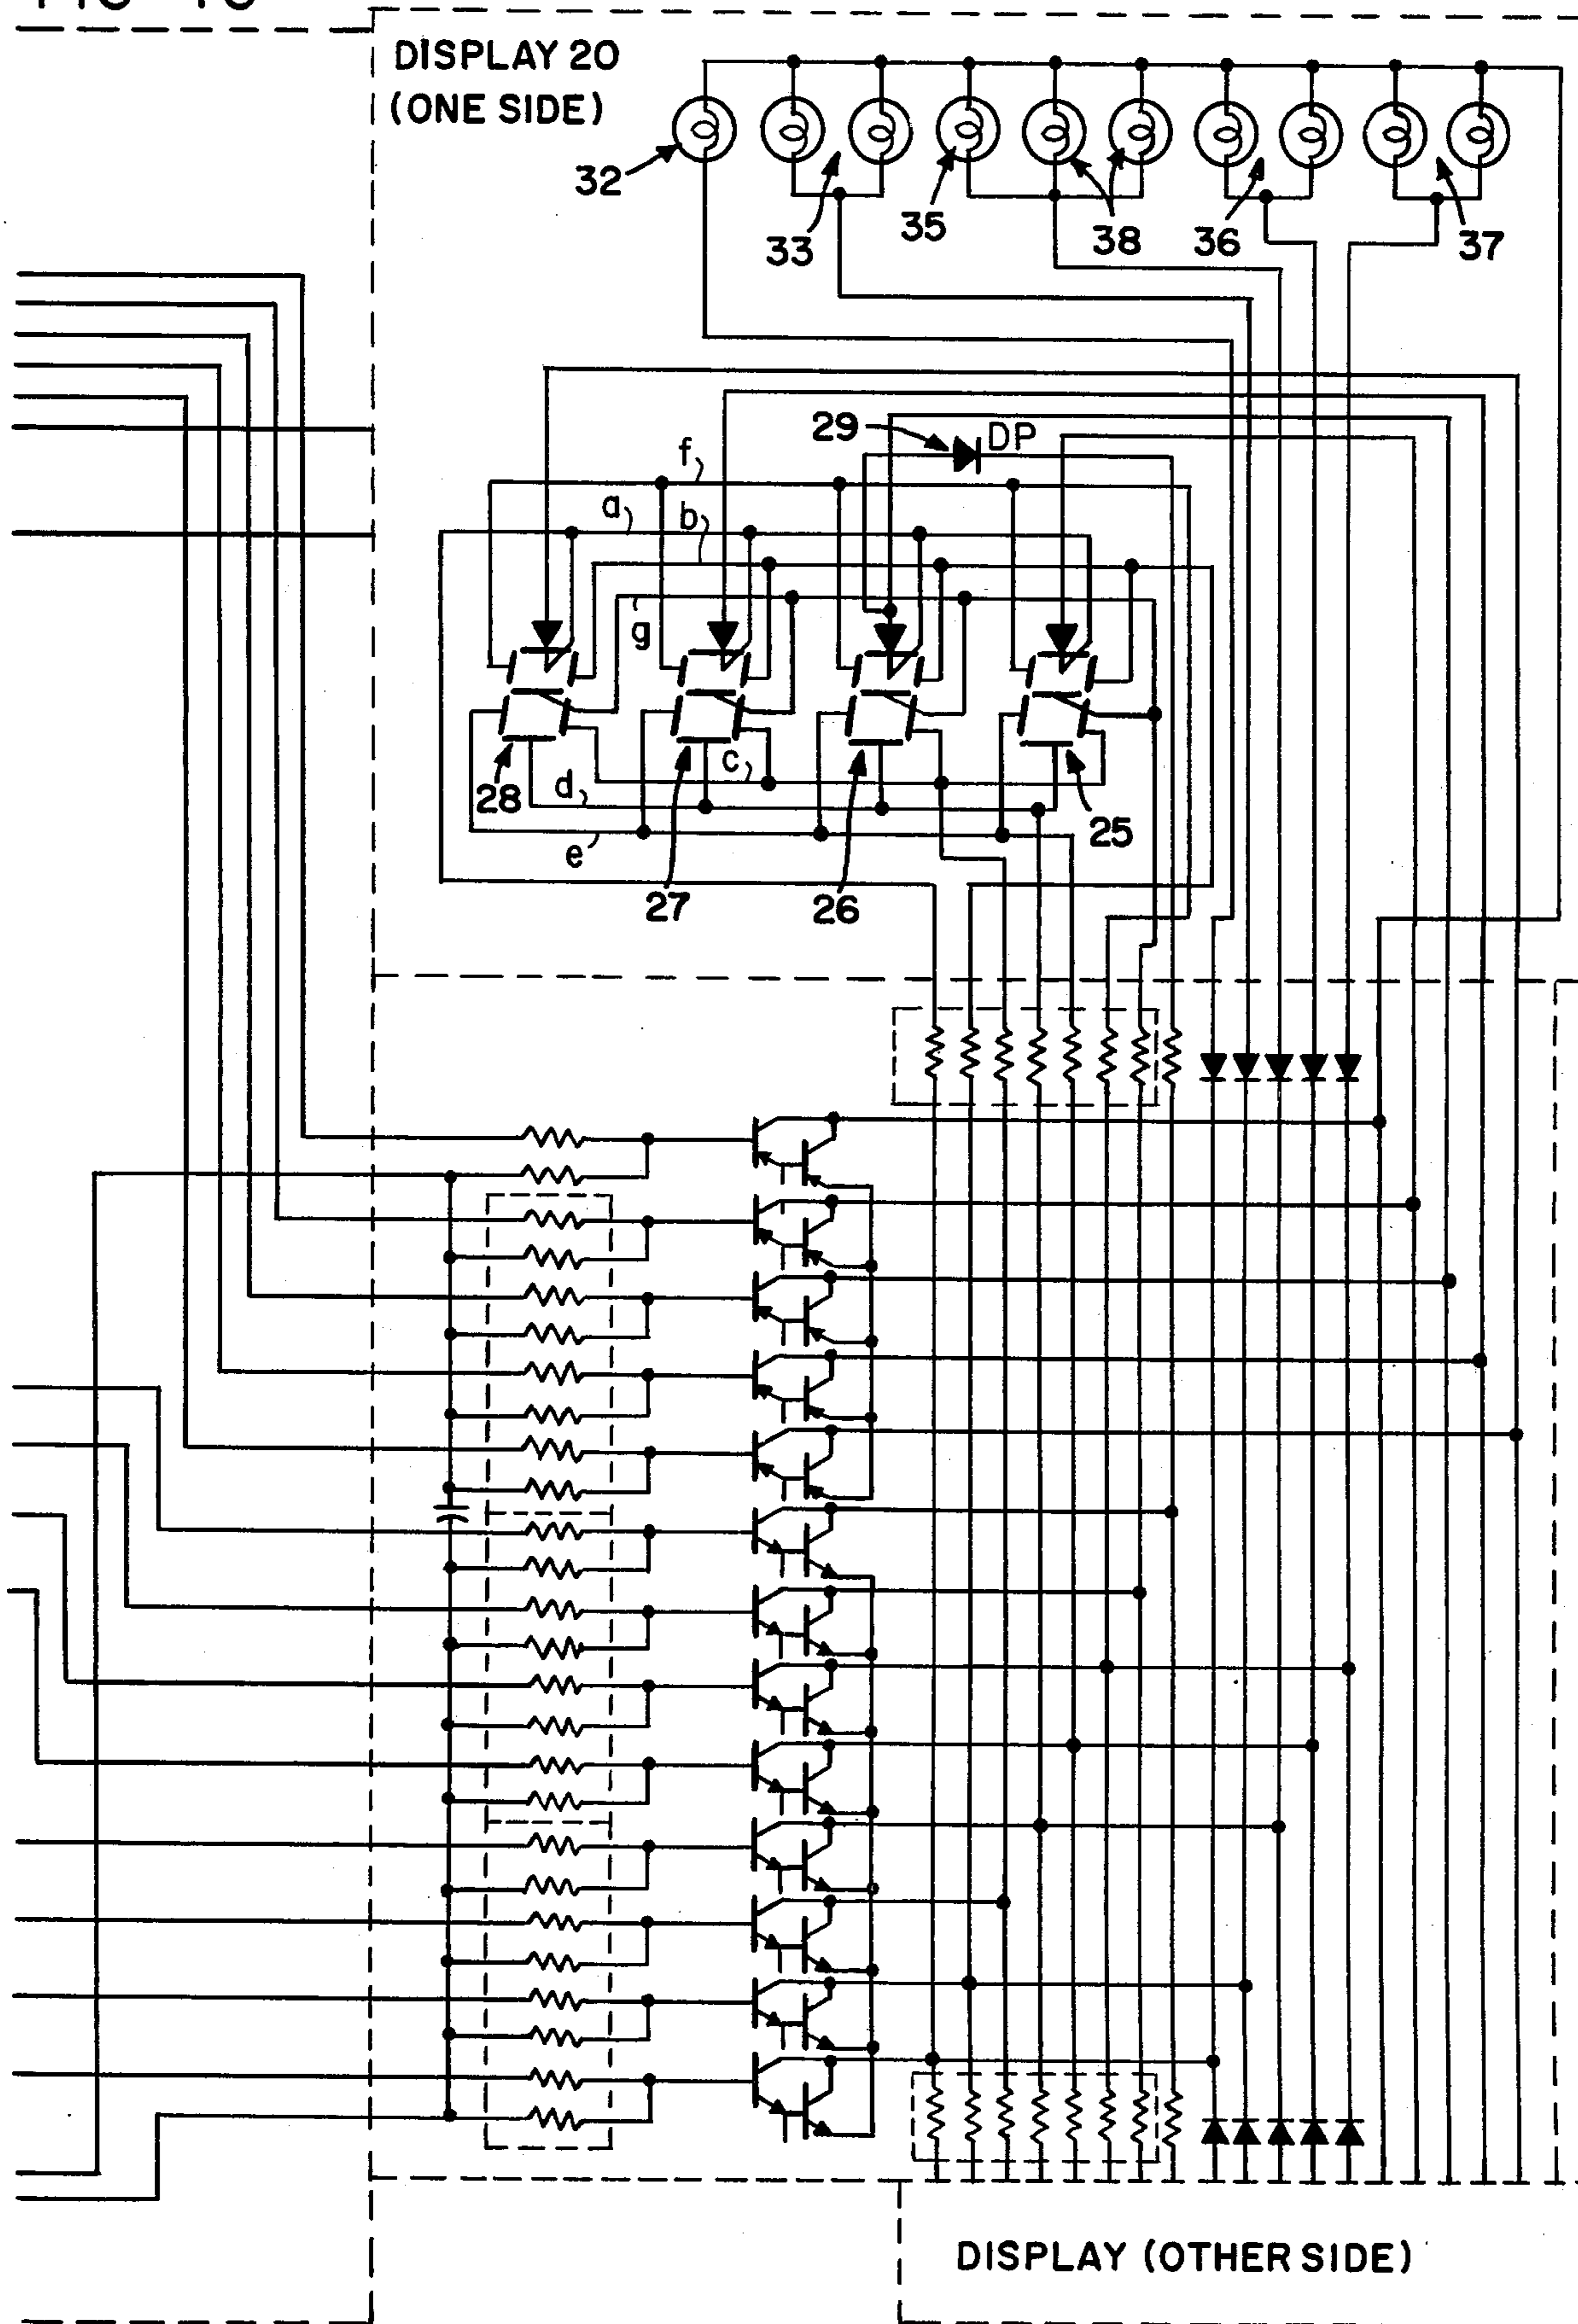 DISPLAY 20
(ONE SIDE)
32
33
35
38
36
37
29
DP
f
a
b
g
28
27
c
26
d
25
e
DISPLAY (OTHER SIDE)